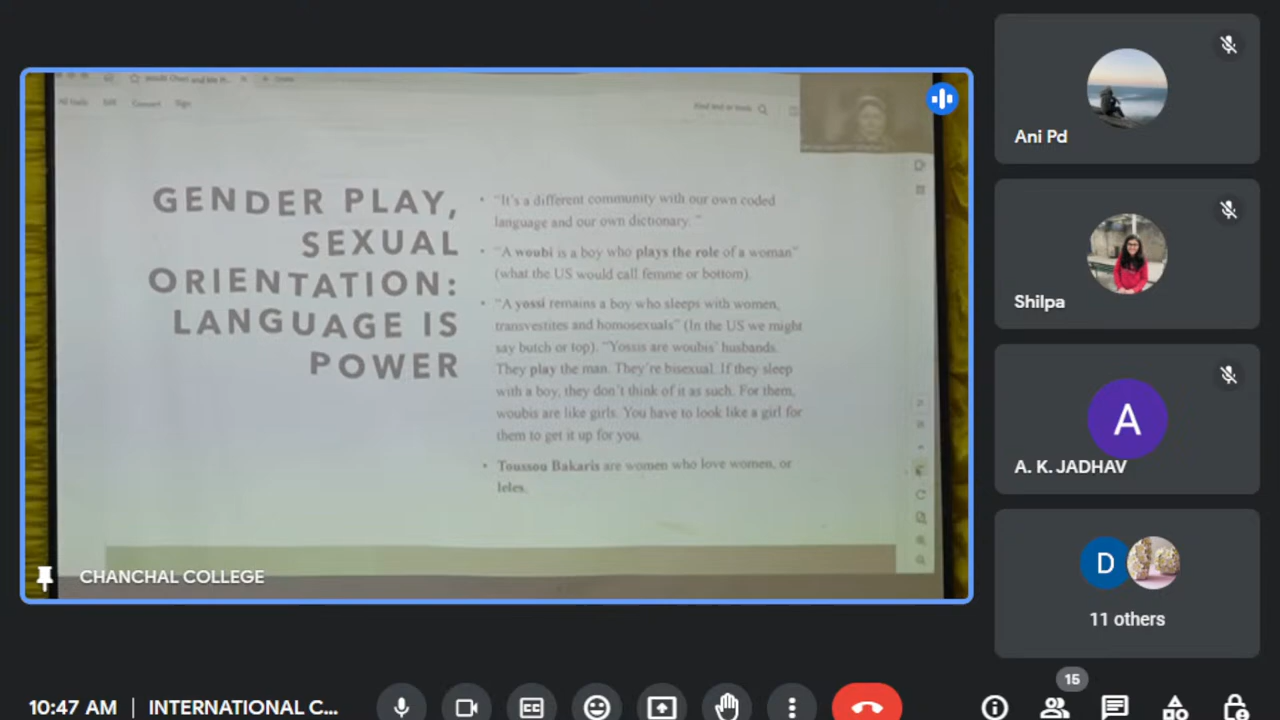 All tools Edit Convert Sign
Find text or tools
GENDER PLAY,
SEXUAL
ORIENTATION:
LANGUAGE IS
POWER
• "It's a different community with our own coded
language and our own dictionary. "
• "A woubi is a boy who plays the role of a woman"
(what the US would call femme or bottom).
• "A yossi remains a boy who sleeps with women,
transvestites and homosexuals" (In the US we might
say butch or top). "Yossis are woubis' husbands.
They play the man. They're bisexual. If they sleep
with a boy, they don't think of it as such. For them,
woubis are like girls. You have to look like a girl for
them to get it up for you.
• Toussou Bakaris are women who love women, or
leles.
CHANCHAL COLLEGE
Ani Pd
Shilpa
A
A. K. JADHAV
D
11 others
10:47 AM | INTERNATIONAL C...
15